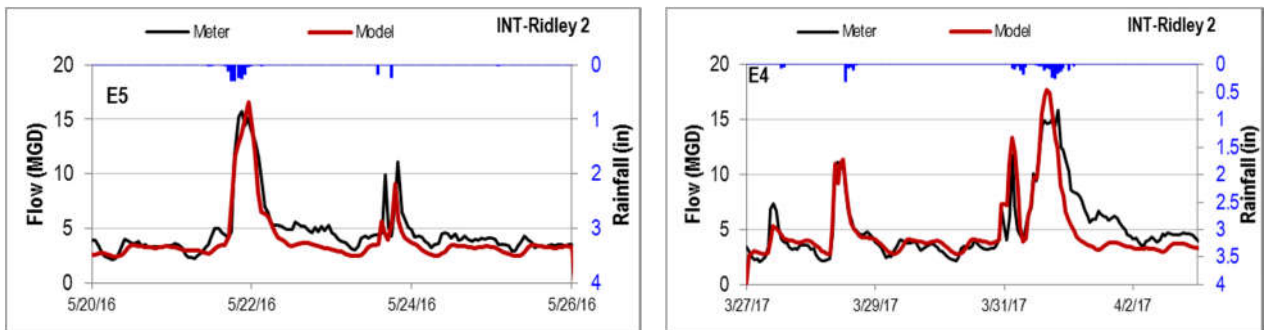 INT-Ridley 2
Meter Model
E5
Flow (MGD)
20
15
10
5
0
0
1
2
3
4
Rainfall (in)
5/20/16 5/22/16 5/24/16 5/26/16
INT-Ridley 2
Meter Model
E4
Flow (MGD)
20
15
10
5
0
0
0.5
1
1.5
2
2.5
3
3.5
4
Rainfall (in)
3/27/17 3/29/17 3/31/17 4/2/17